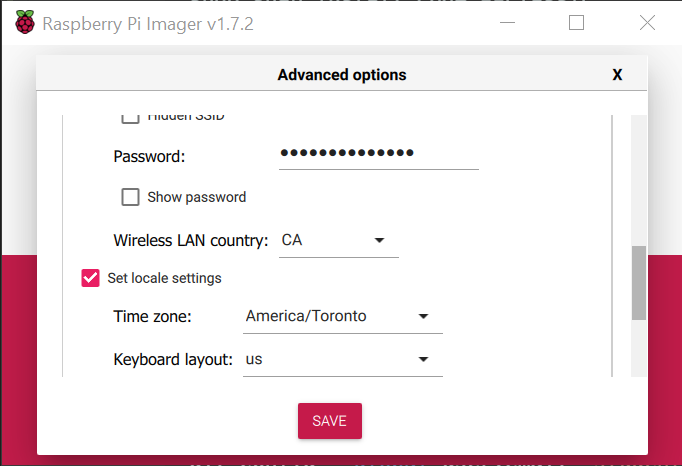 Raspberry Pi Imager v1.7.2
Advanced options X
Hidden SSID
Password: ••••••••••••••
Show password
Wireless LAN country: CA
Set locale settings
Time zone: America/Toronto
Keyboard layout: us
SAVE